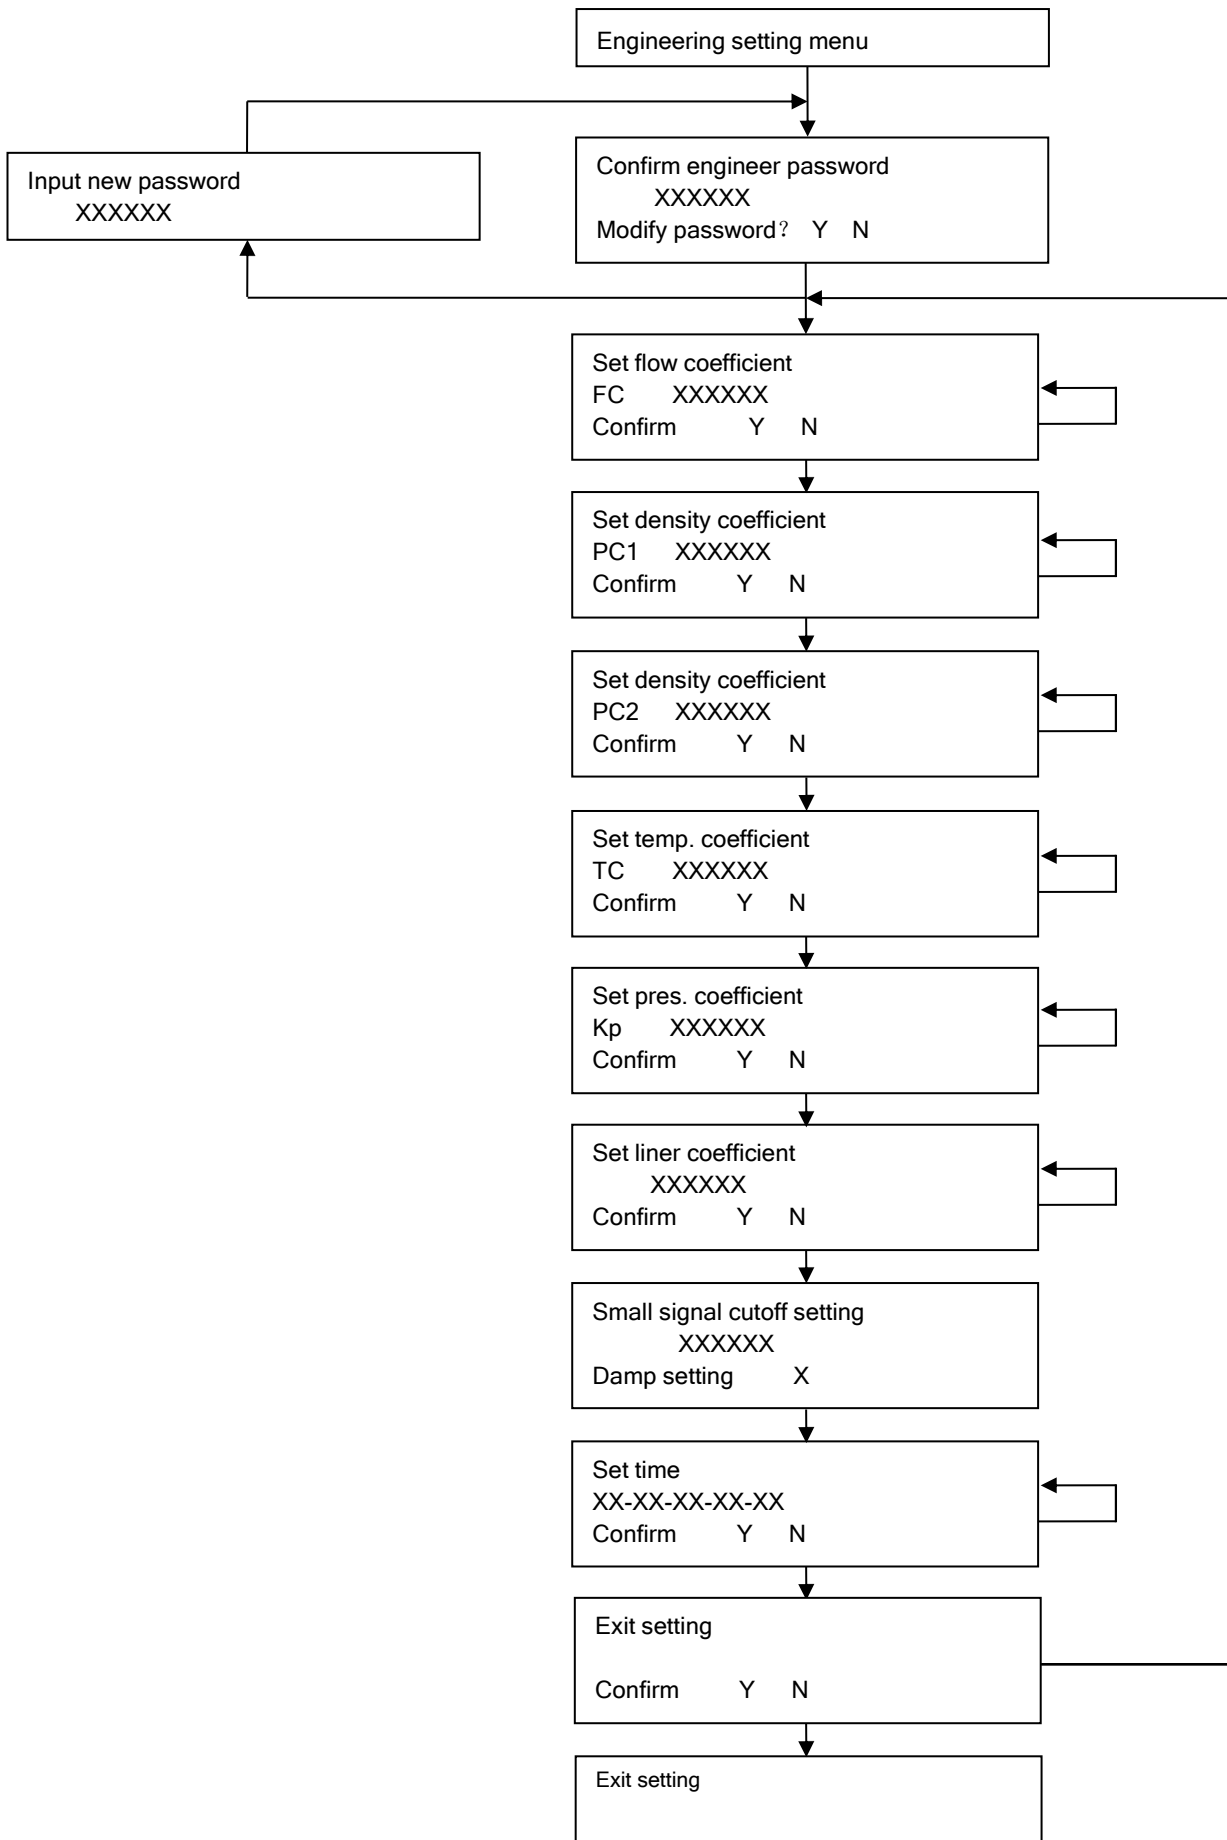 Engineering setting menu
Input new password
XXXXXX
Confirm engineer password
XXXXXX
Modify password? Y N
Set flow coefficient
FC XXXXXX
Confirm Y N
Set density coefficient
PC1 XXXXXX
Confirm Y N
Set density coefficient
PC2 XXXXXX
Confirm Y N
Set temp. coefficient
TC XXXXXX
Confirm Y N
Set pres. coefficient
Kp XXXXXX
Confirm Y N
Set liner coefficient
XXXXXX
Confirm Y N
Small signal cutoff setting
XXXXXX
Damp setting X
Set time
XX-XX-XX-XX-XX
Confirm Y N
Exit setting
Confirm Y N
Exit setting